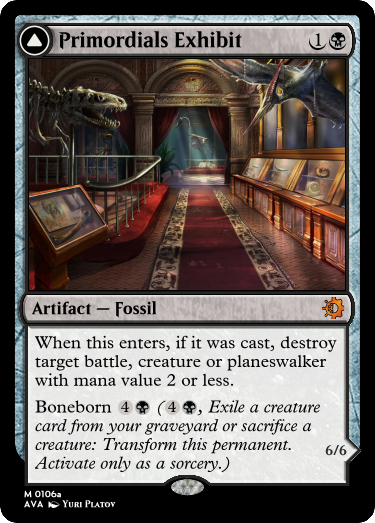 Primordials Exhibit 1
Artifact — Fossil
When this enters, if it was cast, destroy
target battle, creature or planeswalker
with mana value 2 or less.
Boneborn 4 (4, Exile a creature
card from your graveyard or sacrifice a
creature: Transform this permanent.
Activate only as a sorcery.)
6/6
M 0106a
AVA Yuri Platov